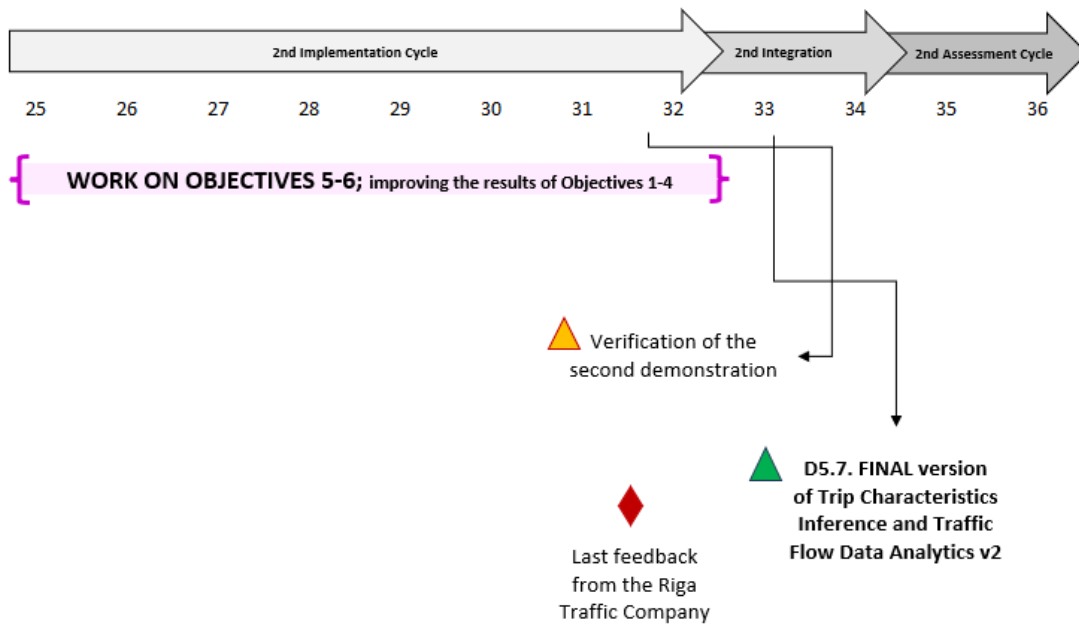 2nd Implementation Cycle
2nd Integration
2nd Assessment Cycle
25 26 27 28 29 30 31 32 33 34 35 36
WORK ON OBJECTIVES 5-6; improving the results of Objectives 1-4
Verification of the
second demonstration
D5.7. FINAL version
of Trip Characteristics
Inference and Traffic
Flow Data Analytics v2
Last feedback
from the Riga
Traffic Company